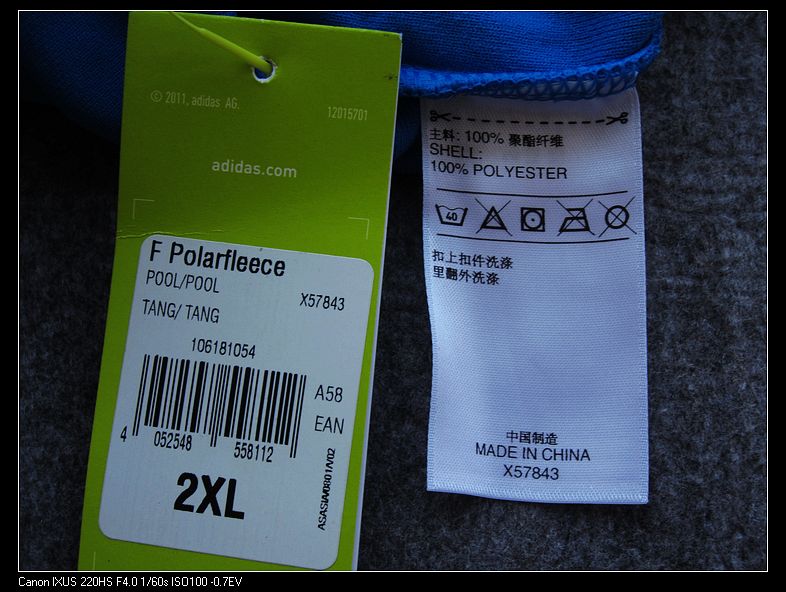 © 2011, adidas AG.
12015701
adidas.com
F Polarfleece
POOL/POOL
X57843
TANG/ TANG
106181054
A58
EAN
4 052548 558112
2XL
主料: 100% 聚酯纤维
SHELL:
100% POLYESTER
40
扣上扣件洗涤
里翻外洗涤
中国制造
MADE IN CHINA
X57843
Canon IXUS 220HS F4.0 1/60s ISO100 -0.7EV